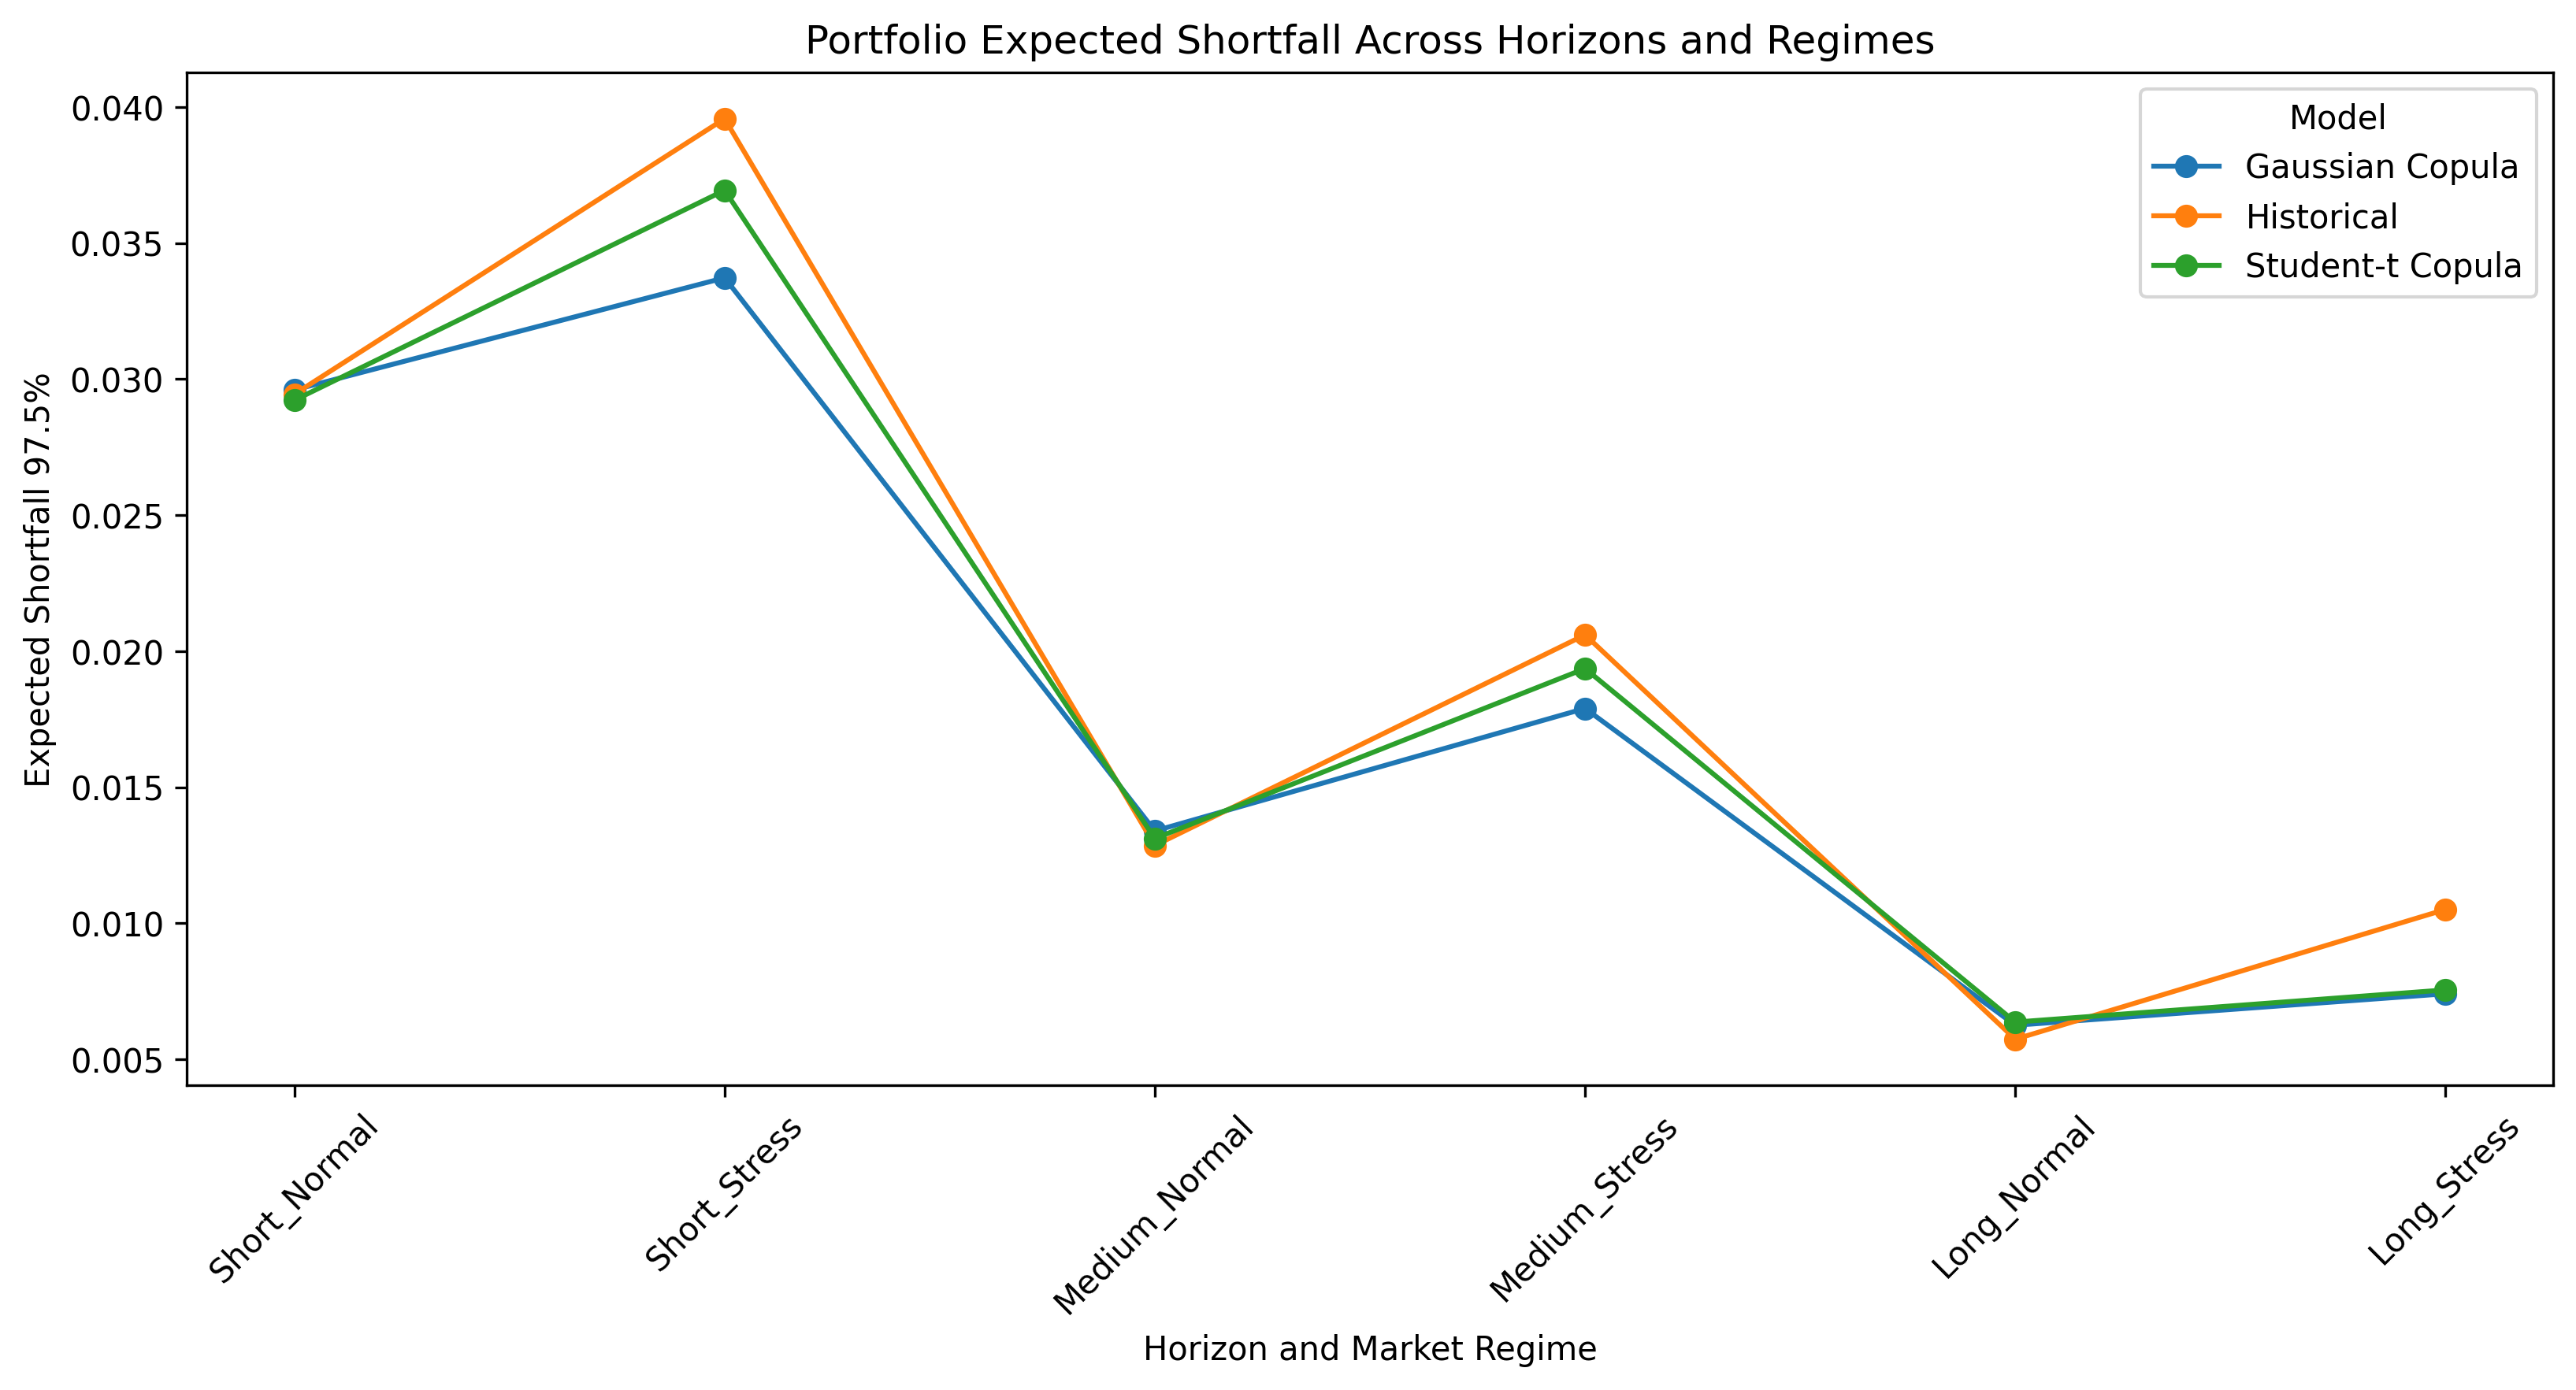 Portfolio Expected Shortfall Across Horizons and Regimes
Expected Shortfall 97.5%
0.040
0.035
0.030
0.025
0.020
0.015
0.010
0.005
Model
Gaussian Copula
Historical
Student-t Copula
Short_Normal
Short_Stress
Medium_Normal
Medium_Stress
Long_Normal
Long_Stress
Horizon and Market Regime